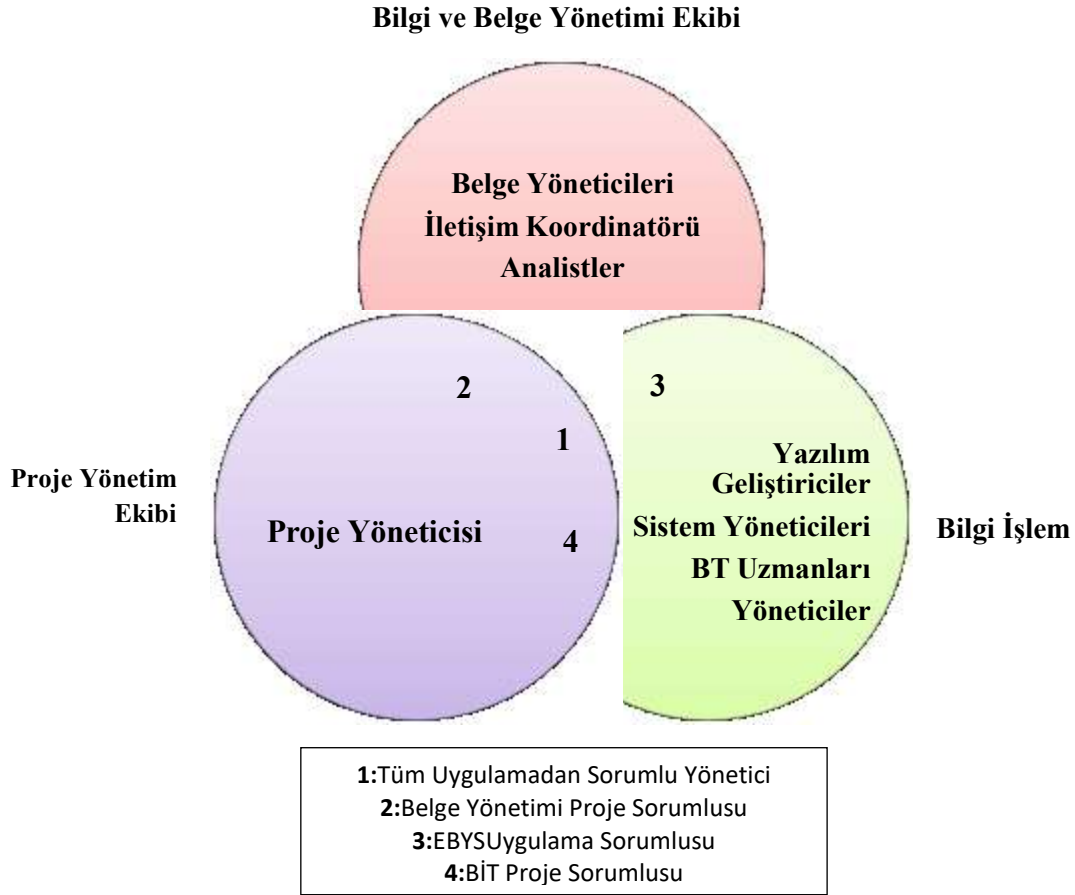 Bilgi ve Belge Yönetimi Ekibi
Belge Yöneticileri
İletişim Koordinatörü
Analistler
2
3
1
Proje Yönetim
Ekibi
Proje Yöneticisi
4
Yazılım
Geliştiriciler
Sistem Yöneticileri
BT Uzmanları
Yöneticiler
Bilgi İşlem
1:Tüm Uygulamadan Sorumlu Yönetici
2:Belge Yönetimi Proje Sorumlusu
3:EBYSUygulama Sorumlusu
4:BİT Proje Sorumlusu